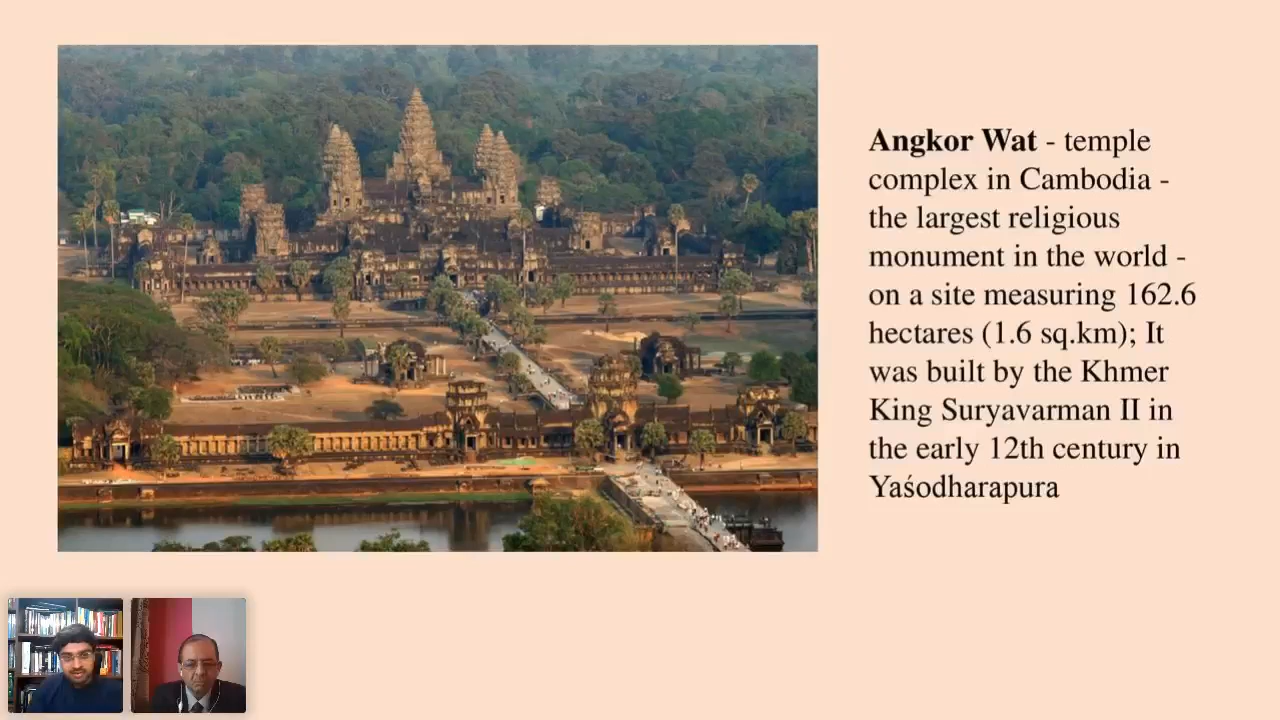 Angkor Wat - temple
complex in Cambodia -
the largest religious
monument in the world -
on a site measuring 162.6
hectares (1.6 sq.km); It
was built by the Khmer
King Suryavarman II in
the early 12th century in
Yaśodharapura